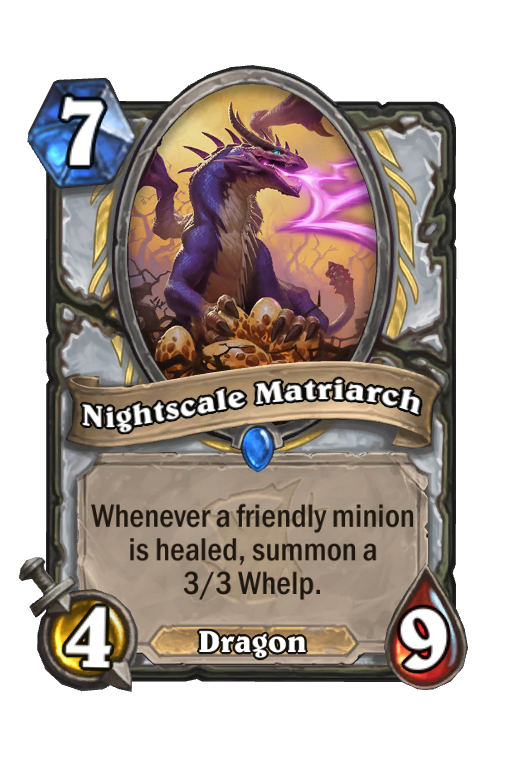 7
Nightscale Matriarch
Whenever a friendly minion
is healed, summon a
3/3 Whelp.
4
Dragon
9